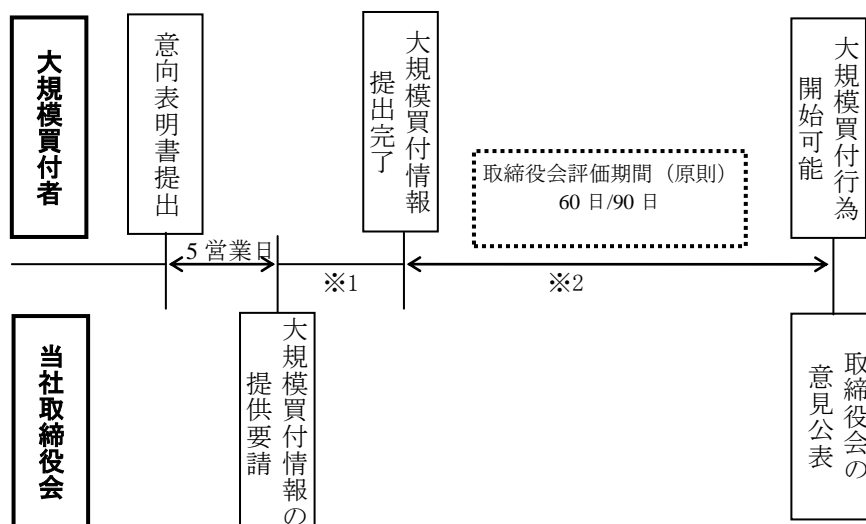 大規模買付者
意向表明書提出
大規模買付情報
提出完了
取締役会評価期間（原則）
60 日/90 日
大規模買付行為
開始可能
5 営業日
※1
※2
当社取締役会
大規模買付情報の
提供要請
取締役会の
意見公表